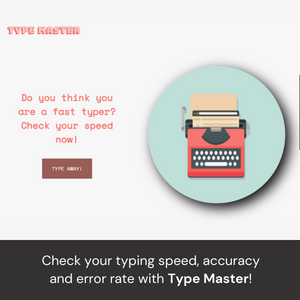 TYPE MASTER
Do you think you
are a fast typer?
Check your speed
now!
TYPE AWAY!
Check your typing speed, accuracy
and error rate with Type Master!